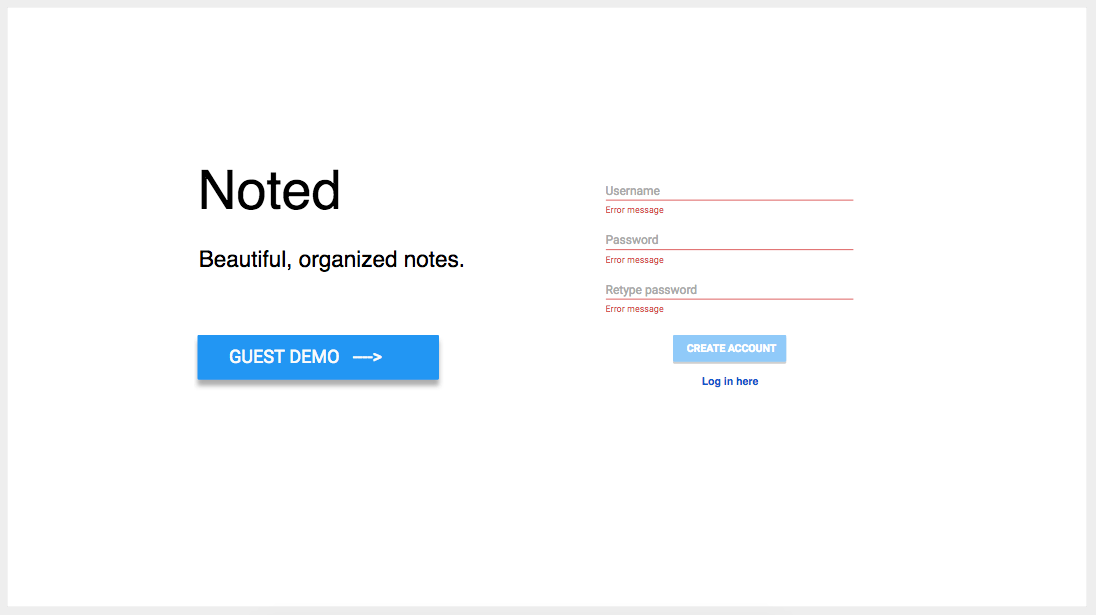 Noted
Beautiful, organized notes.
GUEST DEMO —>
Username
Error message
Password
Error message
Retype password
Error message
CREATE ACCOUNT
Log in here